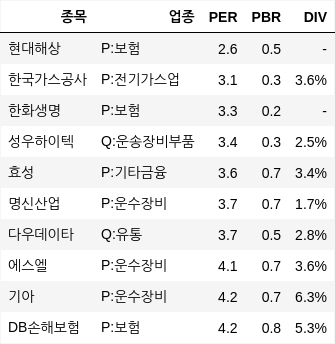 종목 업종 PER PBR DIV
현대해상 P:보험 2.6 0.5 -
한국가스공사 P:전기가스업 3.1 0.3 3.6%
한화생명 P:보험 3.3 0.2 -
성우하이텍 Q:운송장비부품 3.4 0.3 2.5%
효성 P:기타금융 3.6 0.7 3.4%
명신산업 P:운수장비 3.7 0.7 1.7%
다우데이타 Q:유통 3.7 0.5 2.8%
에스엘 P:운수장비 4.1 0.7 3.6%
기아 P:운수장비 4.2 0.7 6.3%
DB손해보험 P:보험 4.2 0.8 5.3%